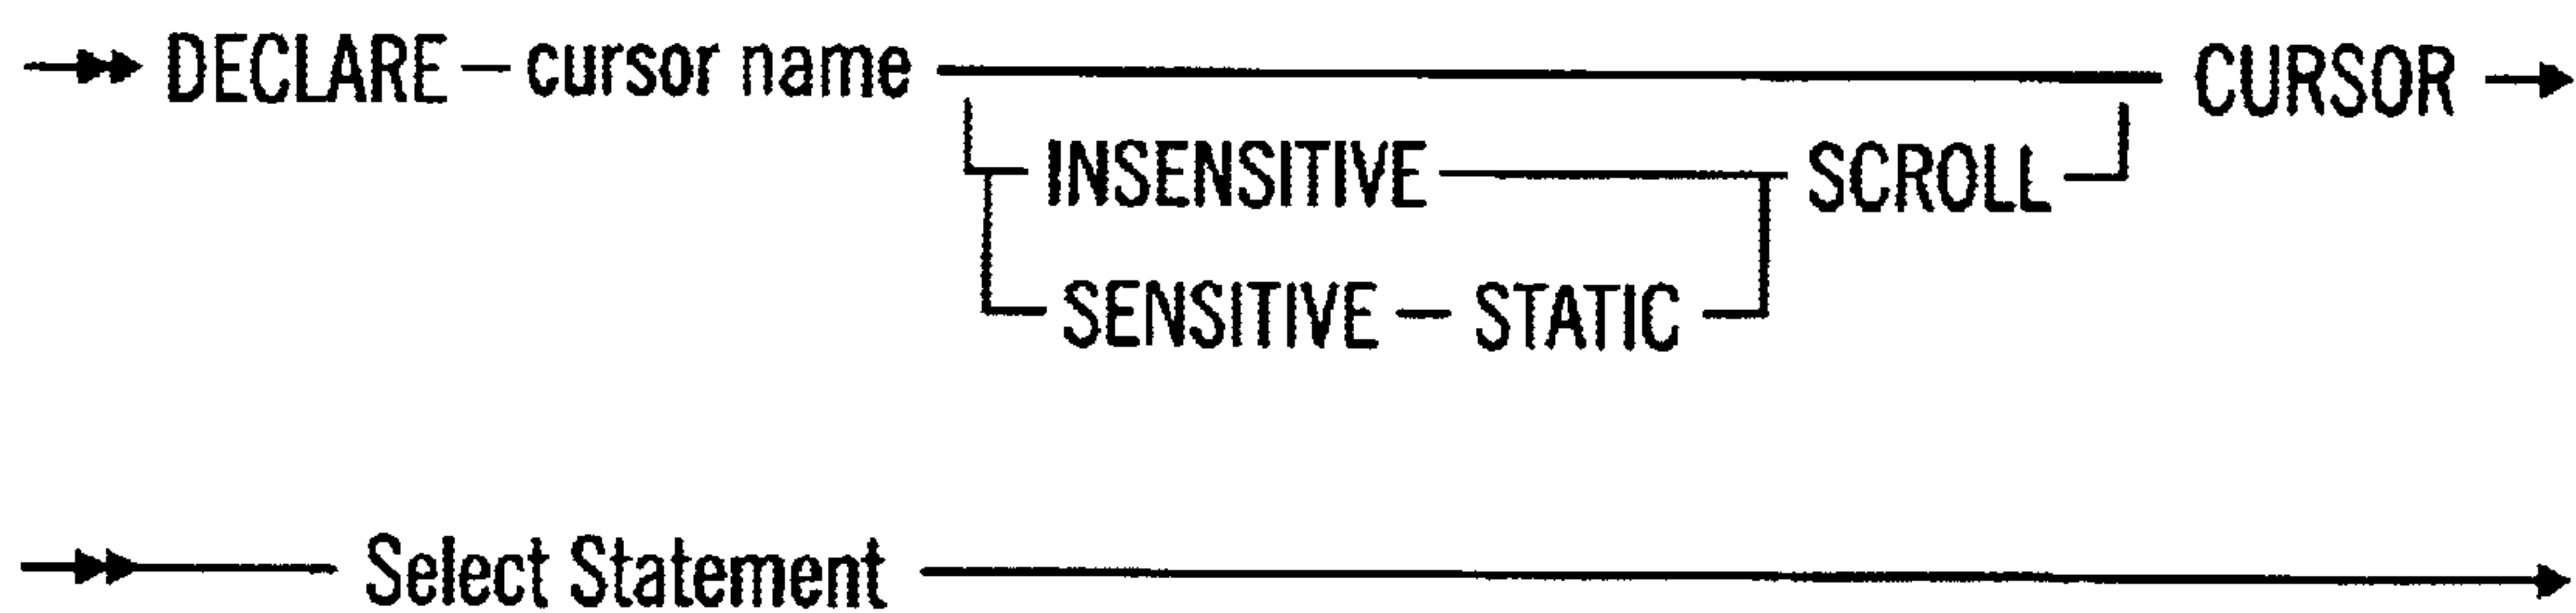 DECLARE cursor name CURSOR
INSENSITIVE SCROLL
SENSITIVE STATIC
Select Statement